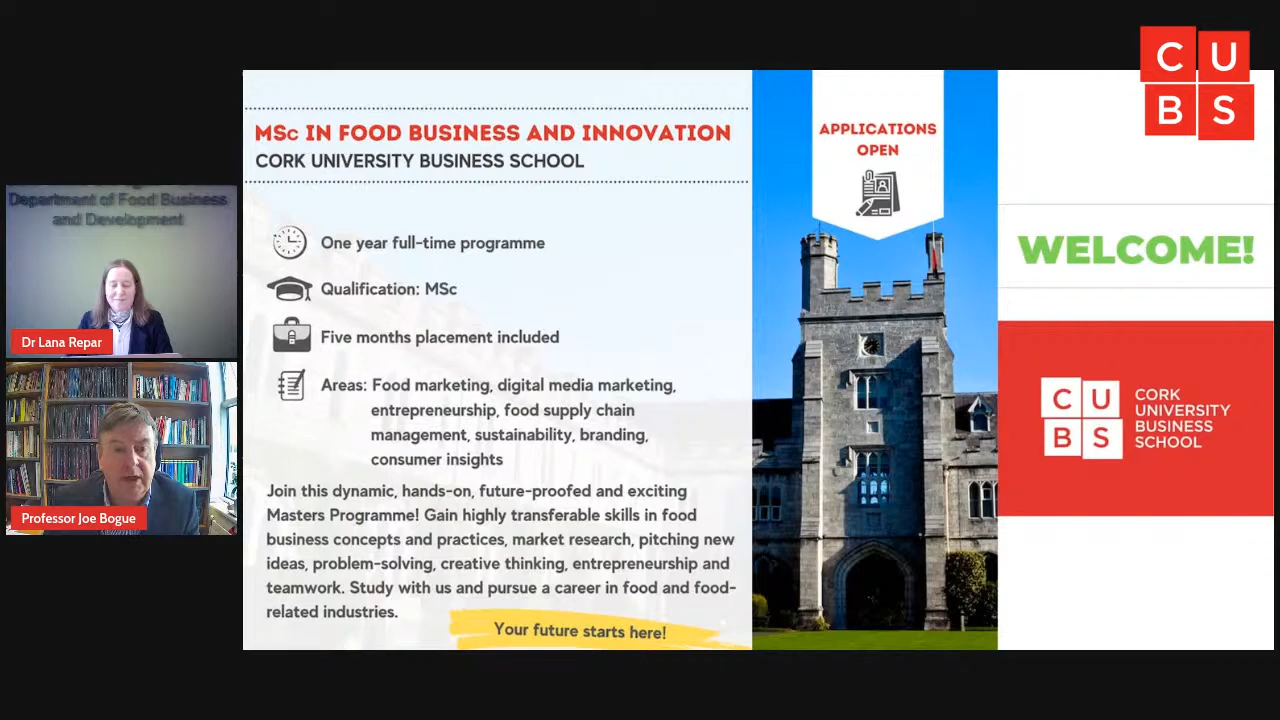 Department of Food Business
and Development
Dr Lana Repar
Professor Joe Bogue
MSc IN FOOD BUSINESS AND INNOVATION
CORK UNIVERSITY BUSINESS SCHOOL
One year full-time programme
Qualification: MSc
Five months placement included
Areas: Food marketing, digital media marketing,
entrepreneurship, food supply chain
management, sustainability, branding,
consumer insights
Join this dynamic, hands-on, future-proofed and exciting
Masters Programme! Gain highly transferable skills in food
business concepts and practices, market research, pitching new
ideas, problem-solving, creative thinking, entrepreneurship and
teamwork. Study with us and pursue a career in food and food-
related industries.
Your future starts here!
APPLICATIONS
OPEN
C U
B S
WELCOME!
C U
B S
CORK
UNIVERSITY
BUSINESS
SCHOOL